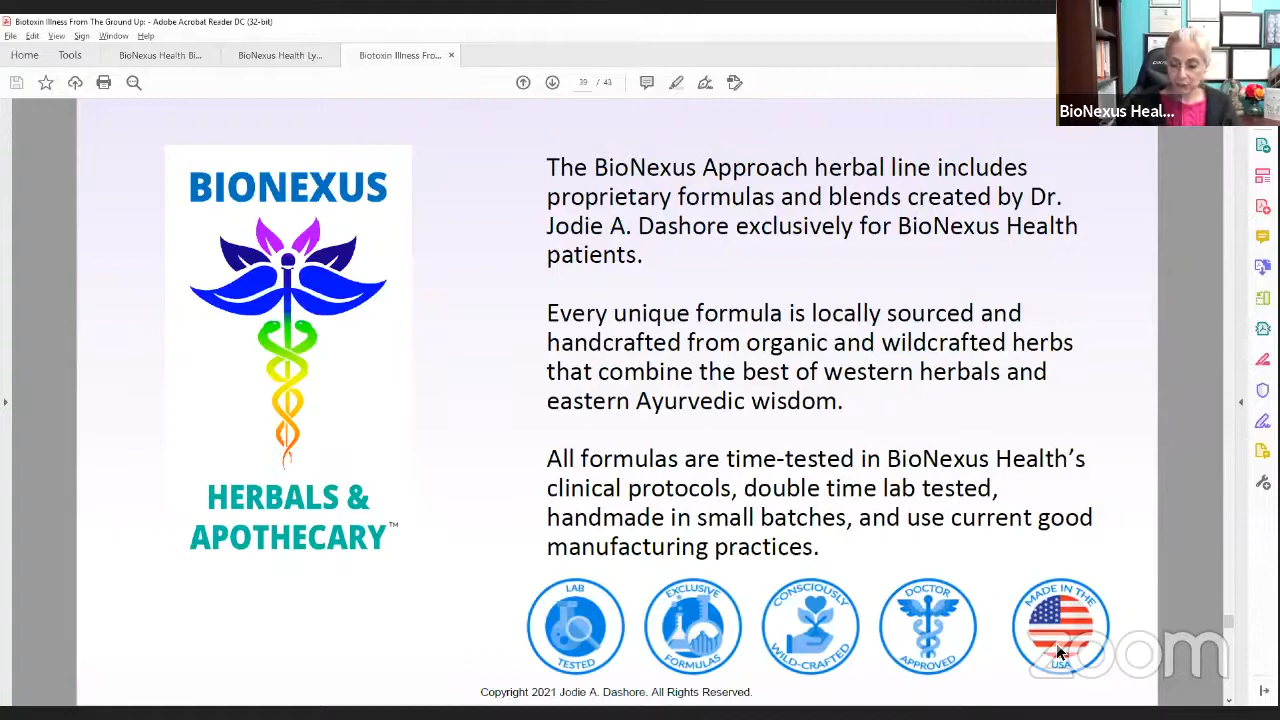 Biotoxin Illness From The Ground Up: - Adobe Acrobat Reader DC (32-bit)
File Edit View Sign Window Help
Home Tools BioNexus Health Bi... BioNexus Health Ly... Biotoxin Illness Fro... ×
39 / 43
BioNexus Heal...
BIONEXUS
HERBALS &
APOTHECARY™
The BioNexus Approach herbal line includes
proprietary formulas and blends created by Dr.
Jodie A. Dashore exclusively for BioNexus Health
patients.
Every unique formula is locally sourced and
handcrafted from organic and wildcrafted herbs
that combine the best of western herbals and
eastern Ayurvedic wisdom.
All formulas are time-tested in BioNexus Health’s
clinical protocols, double time lab tested,
handmade in small batches, and use current good
manufacturing practices.
LAB
TESTED
EXCLUSIVE
FORMULAS
CONSCIOUSLY
WILD-CRAFTED
DOCTOR
APPROVED
MADE IN THE
USA
zoom
Copyright 2021 Jodie A. Dashore. All Rights Reserved.